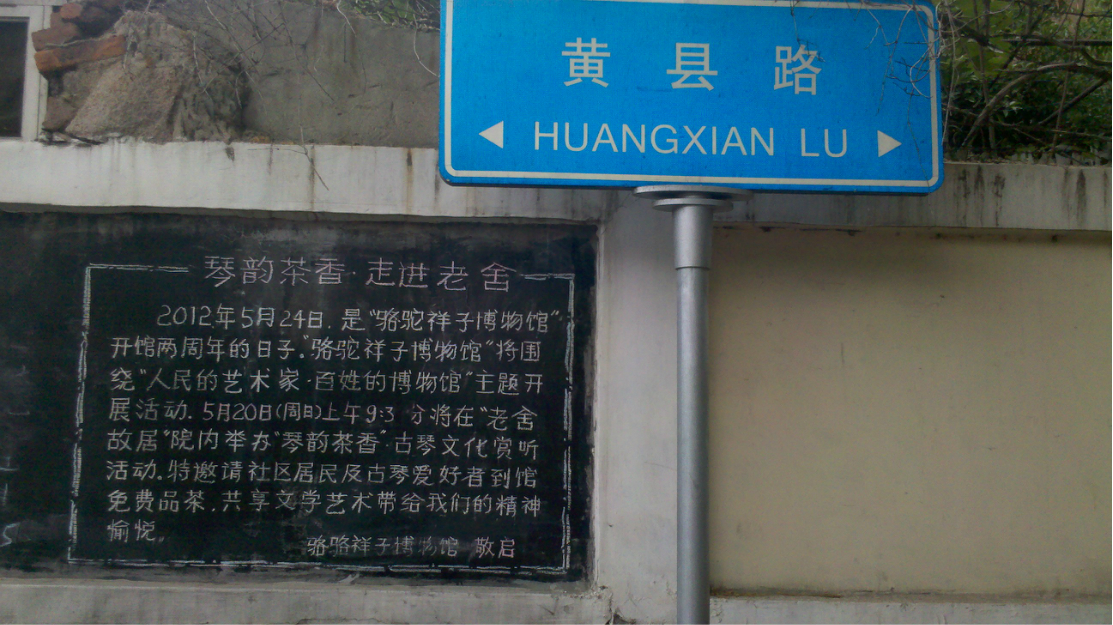 黄县路
HUANGXIAN LU
琴韵茶香·走进老舍
2012年5月24日.是“骆驼祥子博物馆”
开馆两周年的日子。“骆驼祥子博物馆”将围
绕“人民的艺术家·百姓的博物馆”主题开
展活动.5月20日(周日)上午9:3 分将在“老舍
故居”院内举办“琴韵茶香”·古琴文化赏听
活动.特邀请社区居民及古琴爱好者到馆
免费品茶.共享文学艺术带给我们的精神
愉悦。
骆骆祥子博物馆 敬启